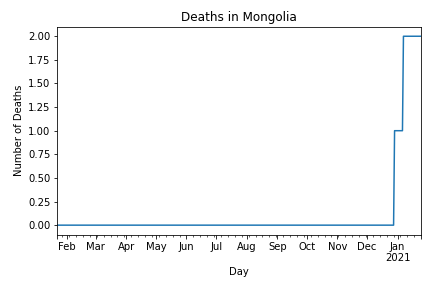 Deaths in Mongolia
Number of Deaths
2.00
1.75
1.50
1.25
1.00
0.75
0.50
0.25
0.00
Feb Mar Apr May Jun Jul Aug Sep Oct Nov Dec Jan
2021
Day